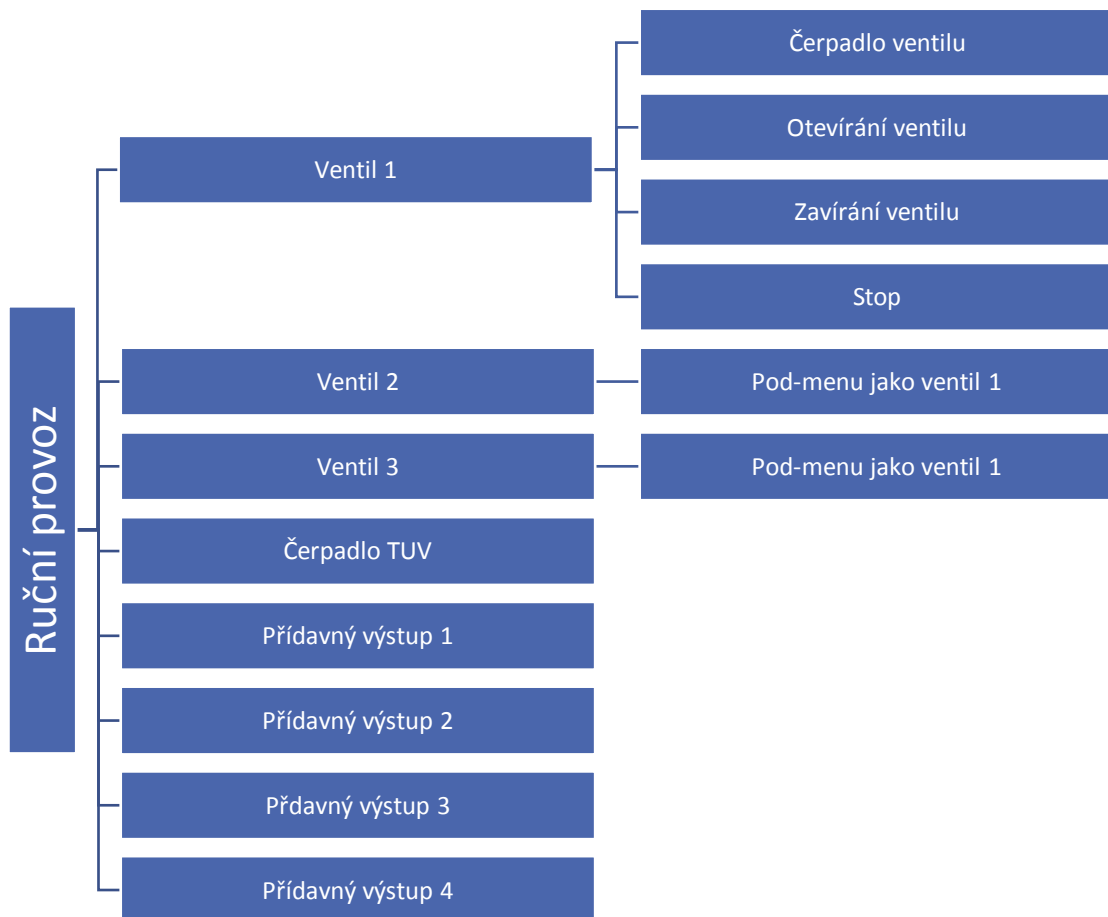 Ruční provoz
Ventil 1
Čerpadlo ventilu
Otevírání ventilu
Zavírání ventilu
Stop
Ventil 2
Pod-menu jako ventil 1
Ventil 3
Pod-menu jako ventil 1
Čerpadlo TUV
Přídavný výstup 1
Přídavný výstup 2
Přdavný výstup 3
Přídavný výstup 4